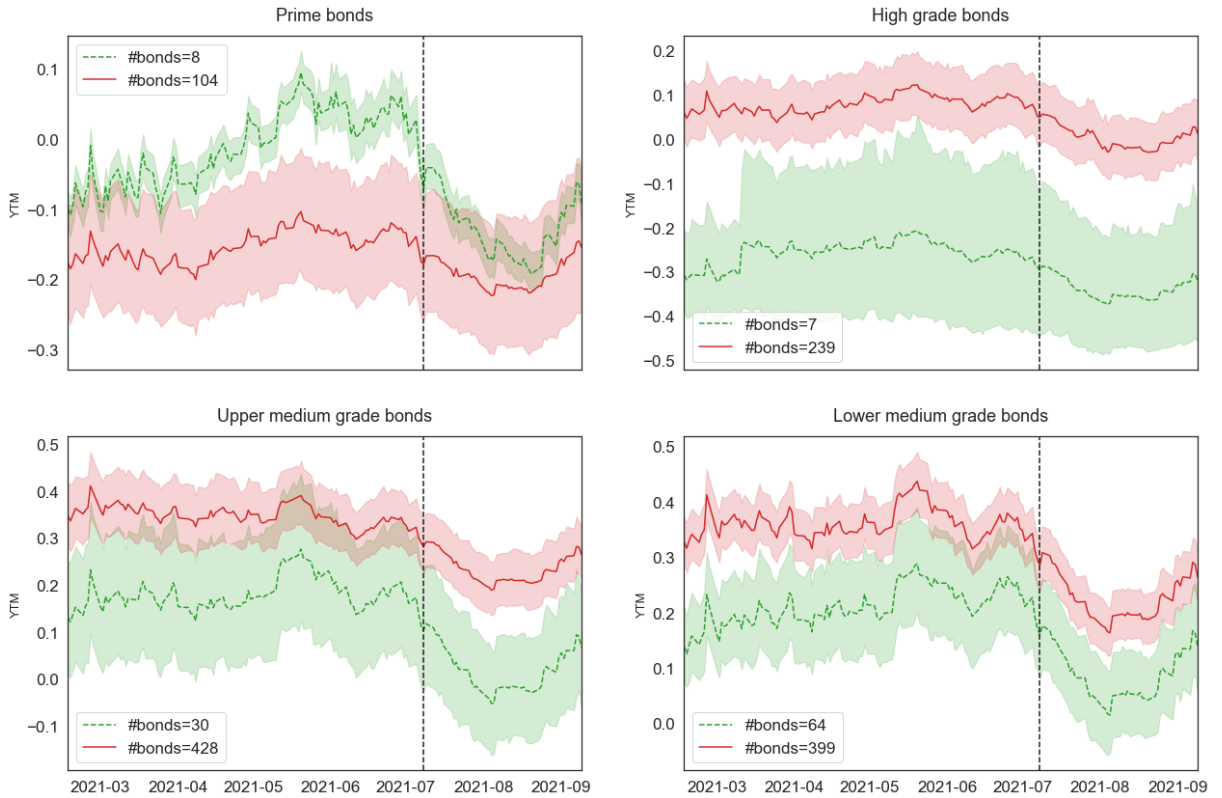 Prime bonds
YTM
0.1
0.0
−0.1
−0.2
−0.3
#bonds=8
#bonds=104
High grade bonds
YTM
0.2
0.1
0.0
−0.1
−0.2
−0.3
−0.4
−0.5
#bonds=7
#bonds=239
Upper medium grade bonds
YTM
0.5
0.4
0.3
0.2
0.1
0.0
−0.1
#bonds=30
#bonds=428
2021-03 2021-04 2021-05 2021-06 2021-07 2021-08 2021-09
Lower medium grade bonds
YTM
0.5
0.4
0.3
0.2
0.1
0.0
#bonds=64
#bonds=399
2021-03 2021-04 2021-05 2021-06 2021-07 2021-08 2021-09